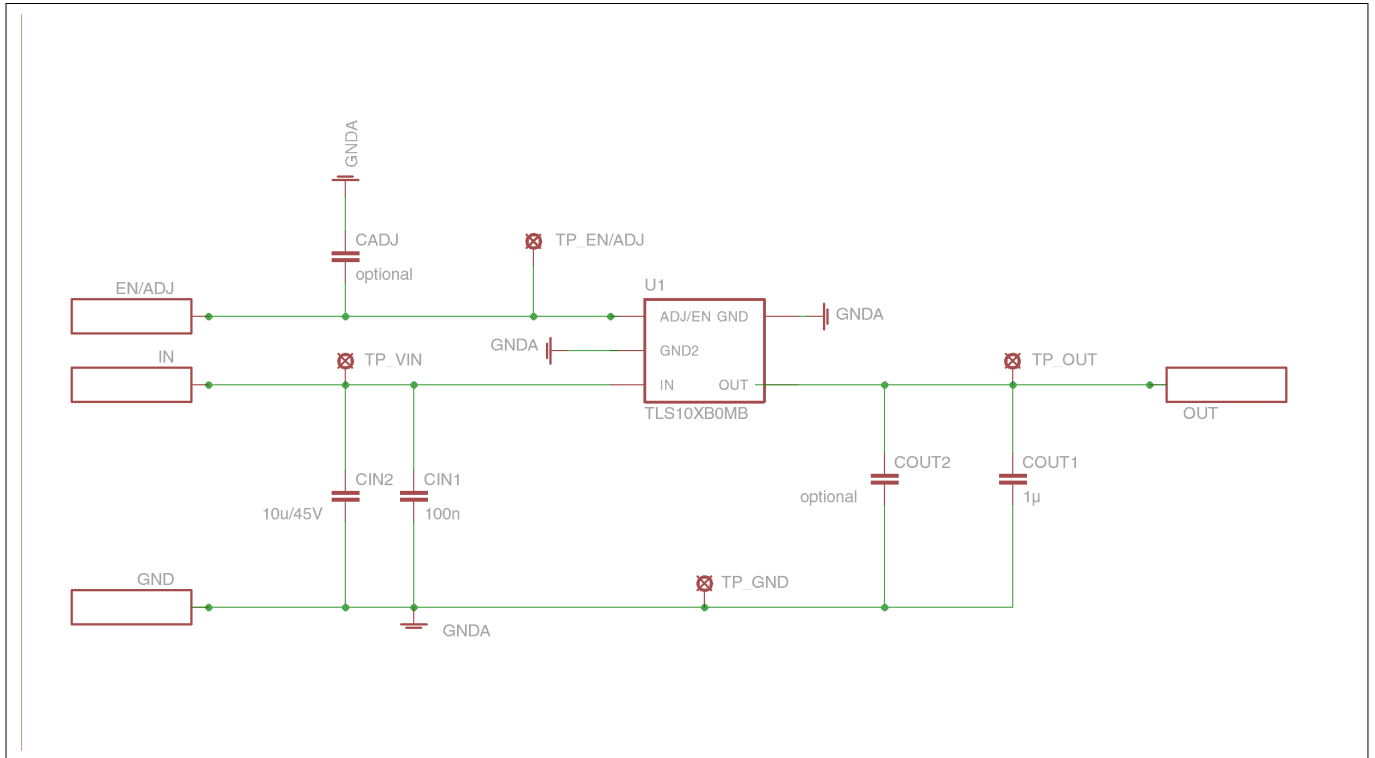 GNDA
CADJ
TP_EN/ADJ
optional
EN/ADJ
U1
ADJ/EN GND
GNDA
GNDA
GND2
IN
TP_VIN
TP_OUT
IN OUT
TLS10XB0MB
OUT
COUT2
COUT1
CIN2
CIN1
optional
1µ
10u/45V
100n
GND
TP_GND
GNDA